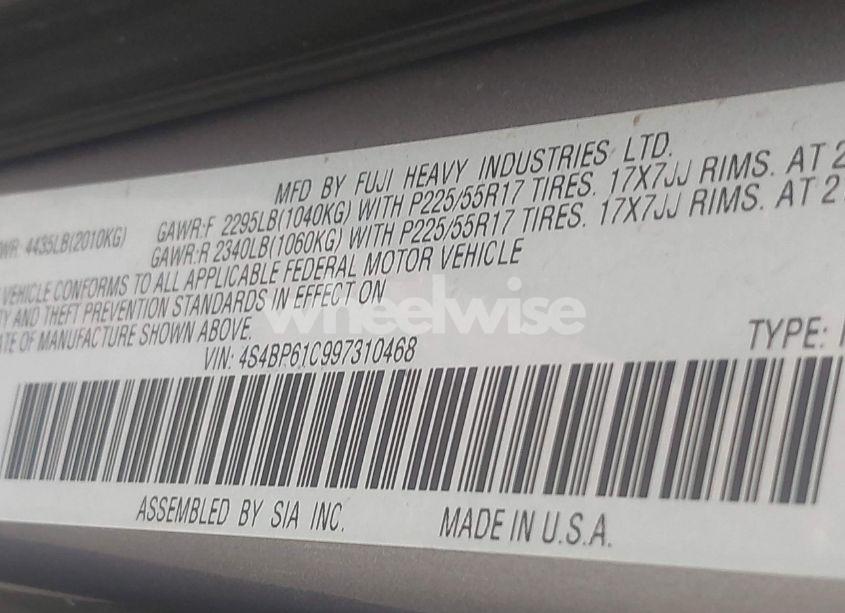 MFD BY FUJI HEAVY INDUSTRIES LTD.
WR: 4435LB(2010KG) GAWR:F 2295LB(1040KG) WITH P225/55R17 TIRES. 17X7JJ RIMS. AT 2
GAWR:R 2340LB(1060KG) WITH P225/55R17 TIRES. 17X7JJ RIMS. AT 2
VEHICLE CONFORMS TO ALL APPLICABLE FEDERAL MOTOR VEHICLE
TY AND THEFT PREVENTION STANDARDS IN EFFECT ON
ATE OF MANUFACTURE SHOWN ABOVE.
wheelwise
VIN: 4S4BP61C997310468 TYPE:
ASSEMBLED BY SIA INC. MADE IN U.S.A.